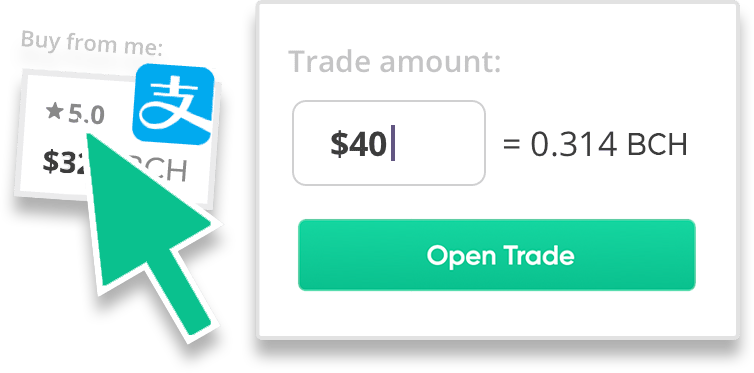 Buy from me:
5.0
Trade amount:
$40
= 0.314 BCH
Open Trade